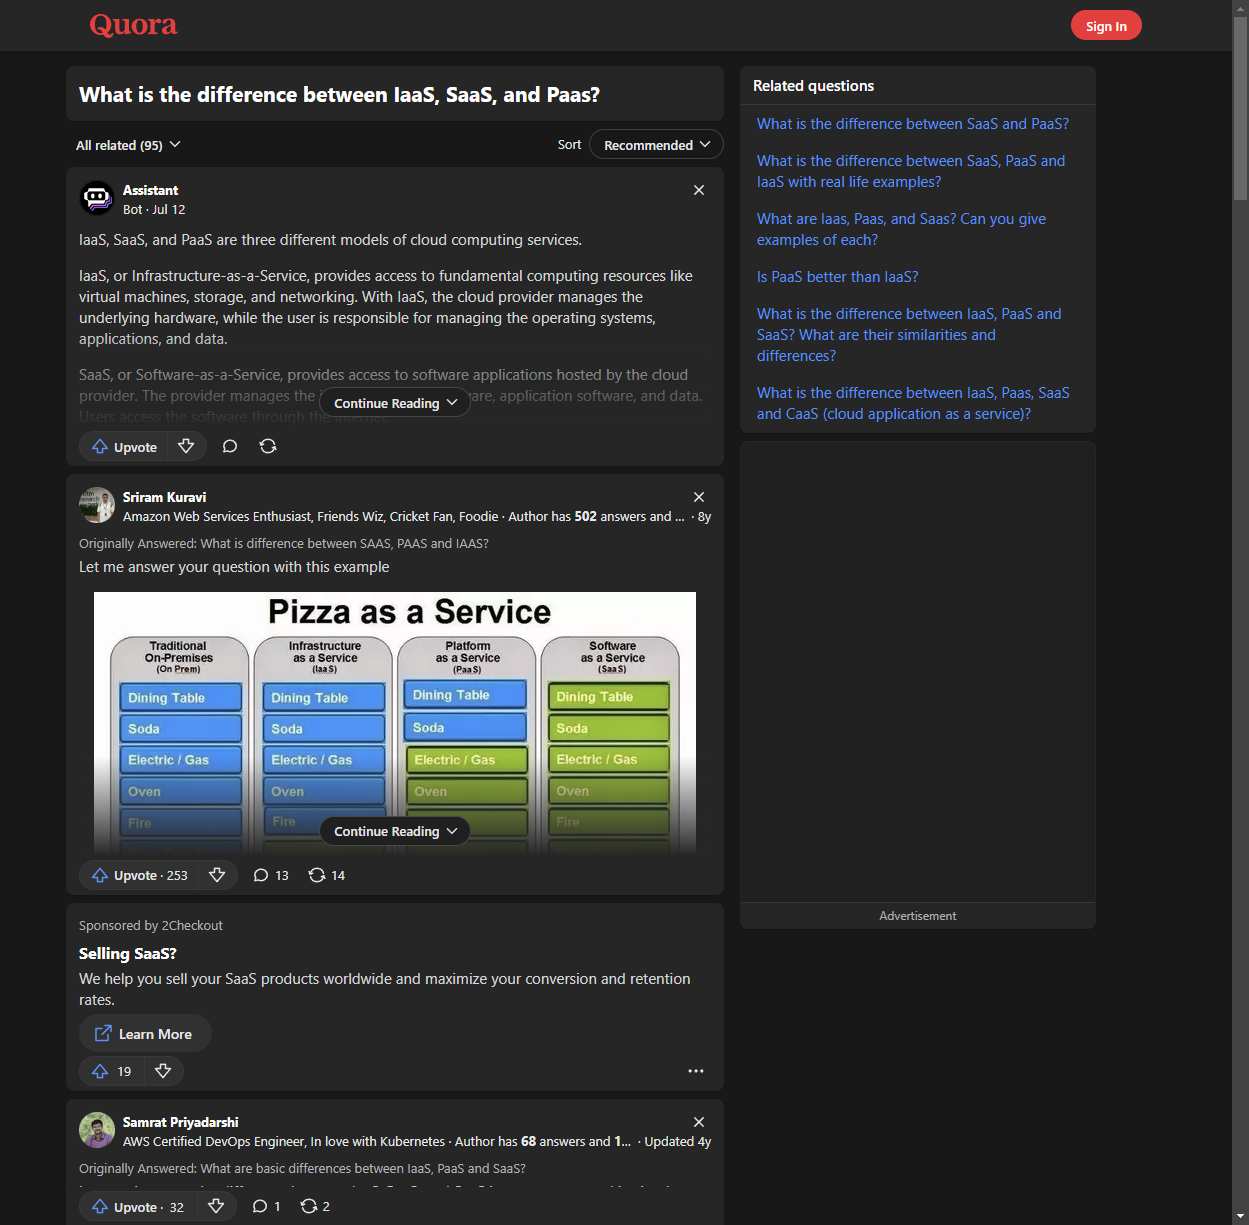 Quora
Sign In
What is the difference between IaaS, SaaS, and Paas?
All related (95)
Sort
Recommended
Assistant
Bot · Jul 12
IaaS, SaaS, and PaaS are three different models of cloud computing services.
IaaS, or Infrastructure-as-a-Service, provides access to fundamental computing resources like
virtual machines, storage, and networking. With IaaS, the cloud provider manages the
underlying hardware, while the user is responsible for managing the operating systems,
applications, and data.
SaaS, or Software-as-a-Service, provides access to software applications hosted by the cloud
provider. The provider manages the
application software, and data.
Users access the software through the internet.
Continue Reading
Upvote
Sriram Kuravi
Amazon Web Services Enthusiast, Friends Wiz, Cricket Fan, Foodie · Author has 502 answers and ... · 8y
Originally Answered: What is difference between SAAS, PAAS and IAAS?
Let me answer your question with this example
Pizza as a Service
Traditional
On-Premises
(On Prem)
Dining Table
Soda
Electric / Gas
Oven
Fire
Infrastructure
as a Service
(IaaS)
Dining Table
Soda
Electric / Gas
Oven
Fire
Platform
as a Service
(PaaS)
Dining Table
Soda
Electric / Gas
Oven
Software
as a Service
(SaaS)
Dining Table
Soda
Electric / Gas
Oven
Fire
Continue Reading
Upvote · 253
13
14
Sponsored by 2Checkout
Selling SaaS?
We help you sell your SaaS products worldwide and maximize your conversion and retention
rates.
Learn More
19
Samrat Priyadarshi
AWS Certified DevOps Engineer, In love with Kubernetes · Author has 68 answers and 1... · Updated 4y
Originally Answered: What are basic differences between IaaS, PaaS and SaaS?
Upvote · 32
1
2
Related questions
What is the difference between SaaS and PaaS?
What is the difference between SaaS, PaaS and
IaaS with real life examples?
What are Iaas, Paas, and Saas? Can you give
examples of each?
Is PaaS better than IaaS?
What is the difference between IaaS, PaaS and
SaaS? What are their similarities and
differences?
What is the difference between IaaS, Paas, SaaS
and CaaS (cloud application as a service)?
Advertisement